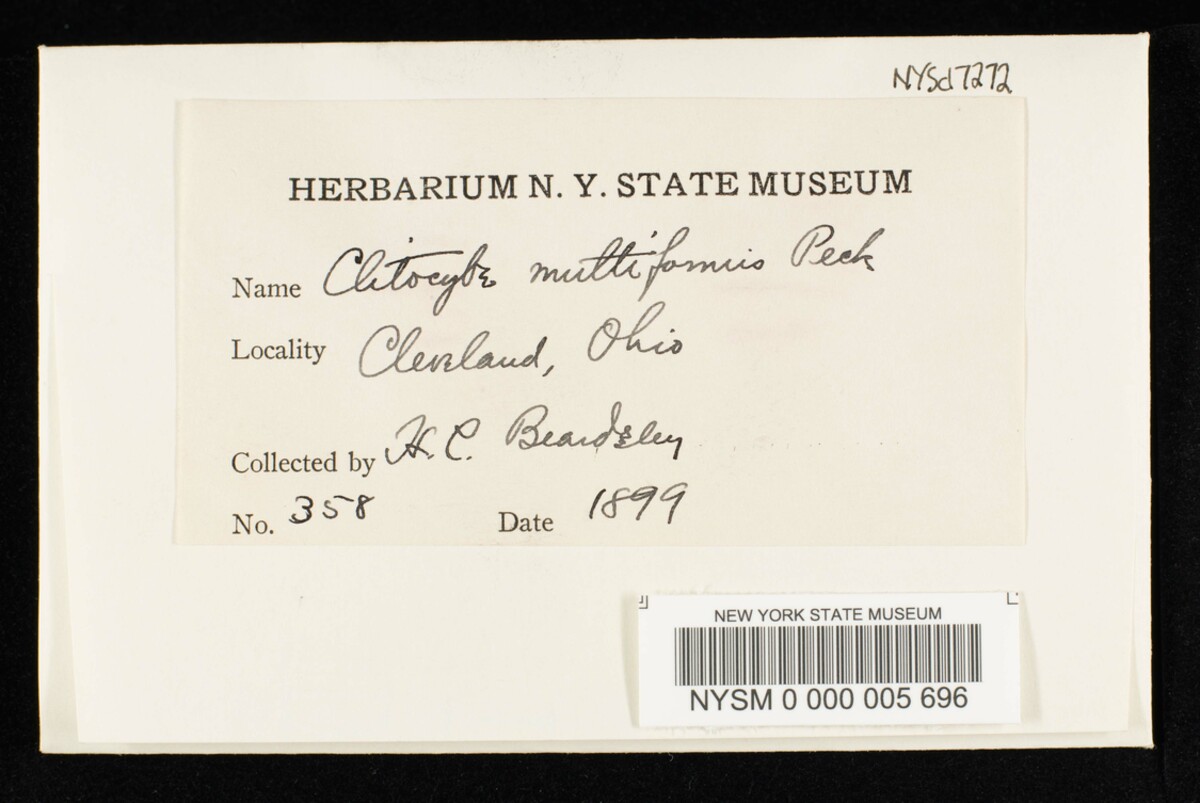 NYSd7272
HERBARIUM N. Y. STATE MUSEUM
Name Clitocybe multiformis Peck
Locality Cleveland, Ohio
Collected by H. C. Beardsley
No. 358 Date 1899
NEW YORK STATE MUSEUM
NYSM 0 000 005 696